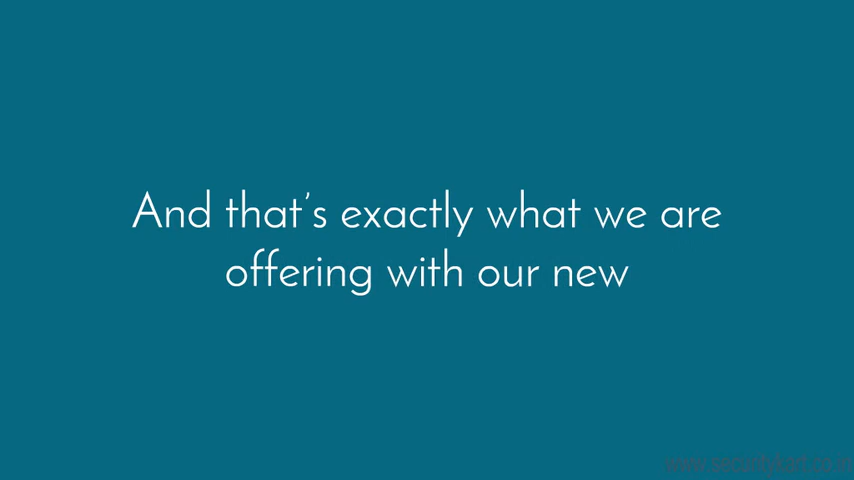 And that's exactly what we are
offering with our new
www.securitykart.co.in